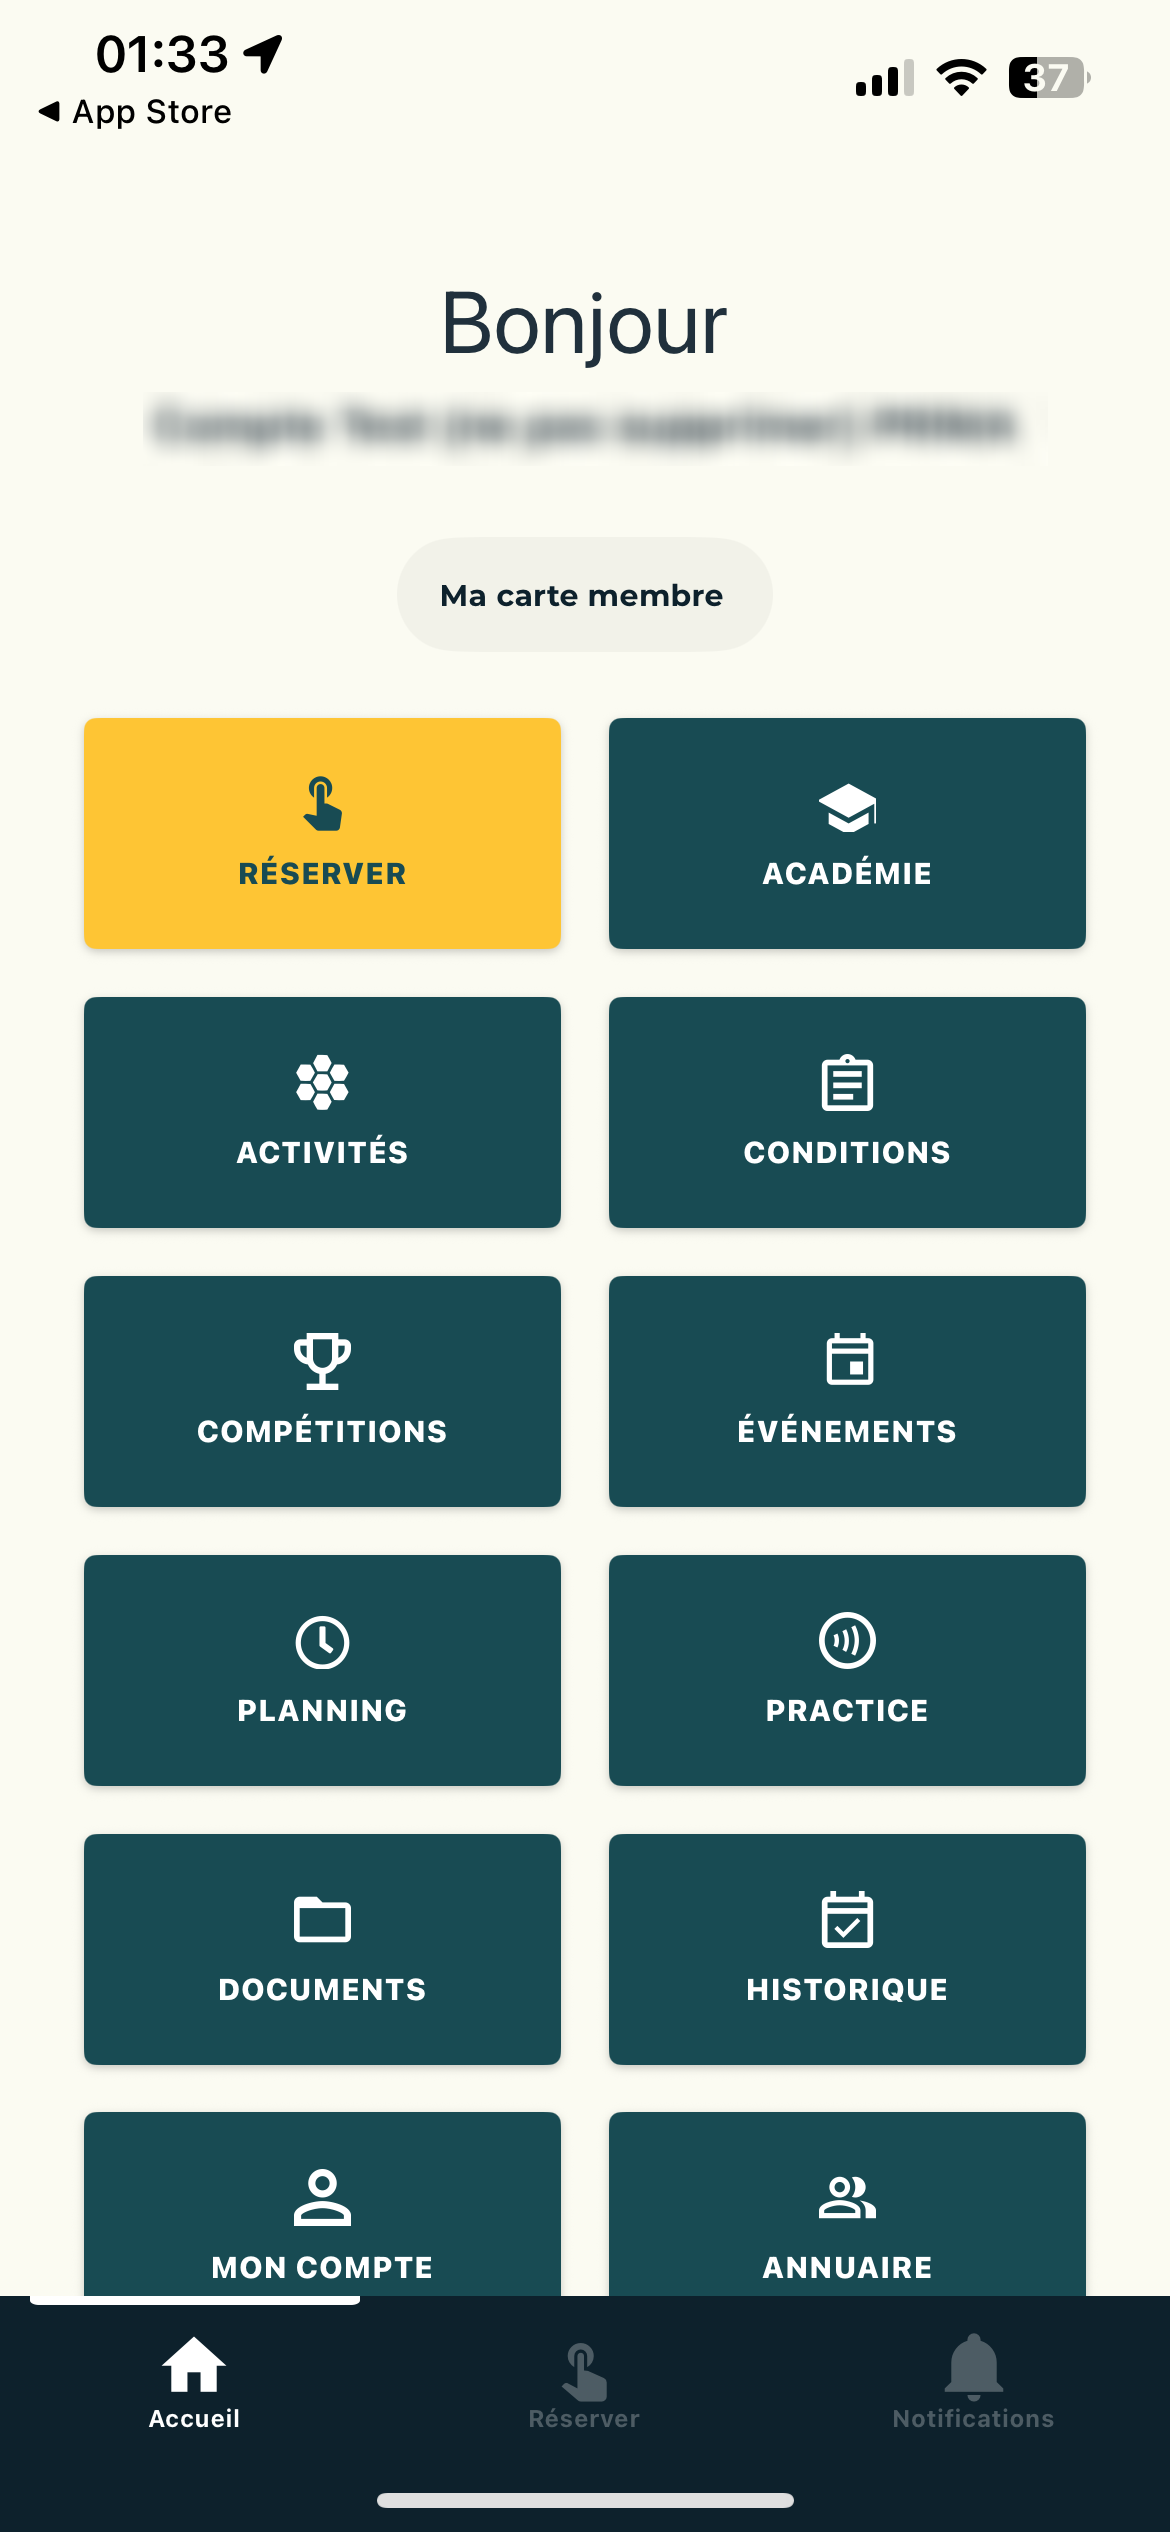 01:33
37
App Store
Bonjour
Ma carte membre
RÉSERVER
ACADÉMIE
ACTIVITÉS
CONDITIONS
COMPÉTITIONS
ÉVÉNEMENTS
PLANNING
PRACTICE
DOCUMENTS
HISTORIQUE
MON COMPTE
ANNUAIRE
Accueil
Réserver
Notifications